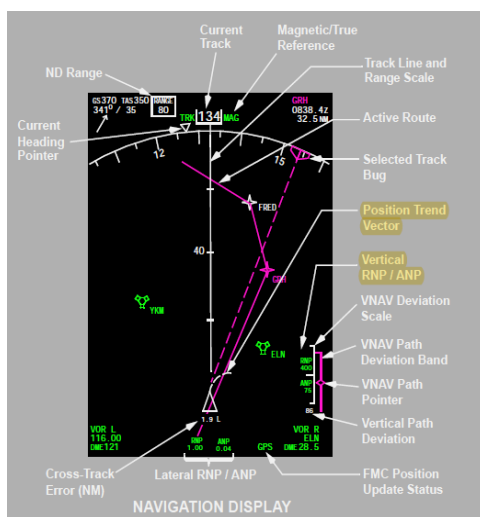 Current
Track
Magnetic/True
Reference
ND Range
Track Line and
Range Scale
GS370 TAS350
341° / 35
RANGE
80
TRK 134 MAG
GRH
0838.4z
32.5 NM
Active Route
Current
Heading
Pointer
12
15
Selected Track
Bug
FRED
Position Trend
Vector
40
GRH
Vertical
RNP / ANP
YKM
VNAV Deviation
Scale
ELN
RNP
400
VNAV Path
Deviation Band
ANP
75
VNAV Path
Pointer
86
1.9 L
Vertical Path
Deviation
VOR L
116.00
DME121
RNP
1.00
ANP
0.04
GPS
VOR R
ELN
DME28.5
Cross-Track
Error (NM)
Lateral RNP / ANP
FMC Position
Update Status
NAVIGATION DISPLAY